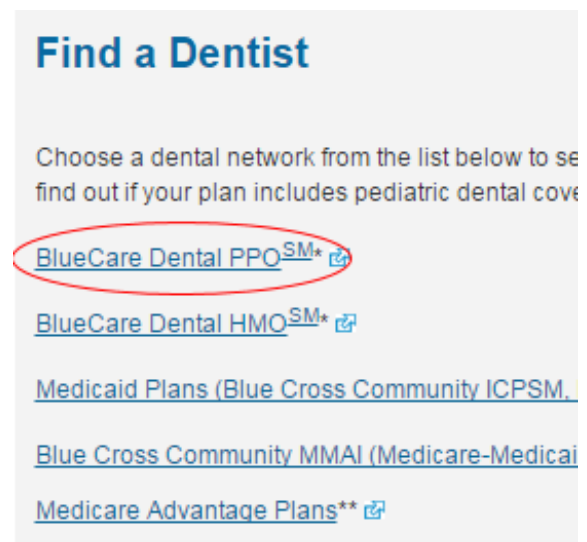 Find a Dentist
Choose a dental network from the list below to se
find out if your plan includes pediatric dental cove
BlueCare Dental PPOSM*
BlueCare Dental HMOSM*
Medicaid Plans (Blue Cross Community ICPSM,
Blue Cross Community MMAI (Medicare-Medicai
Medicare Advantage Plans**